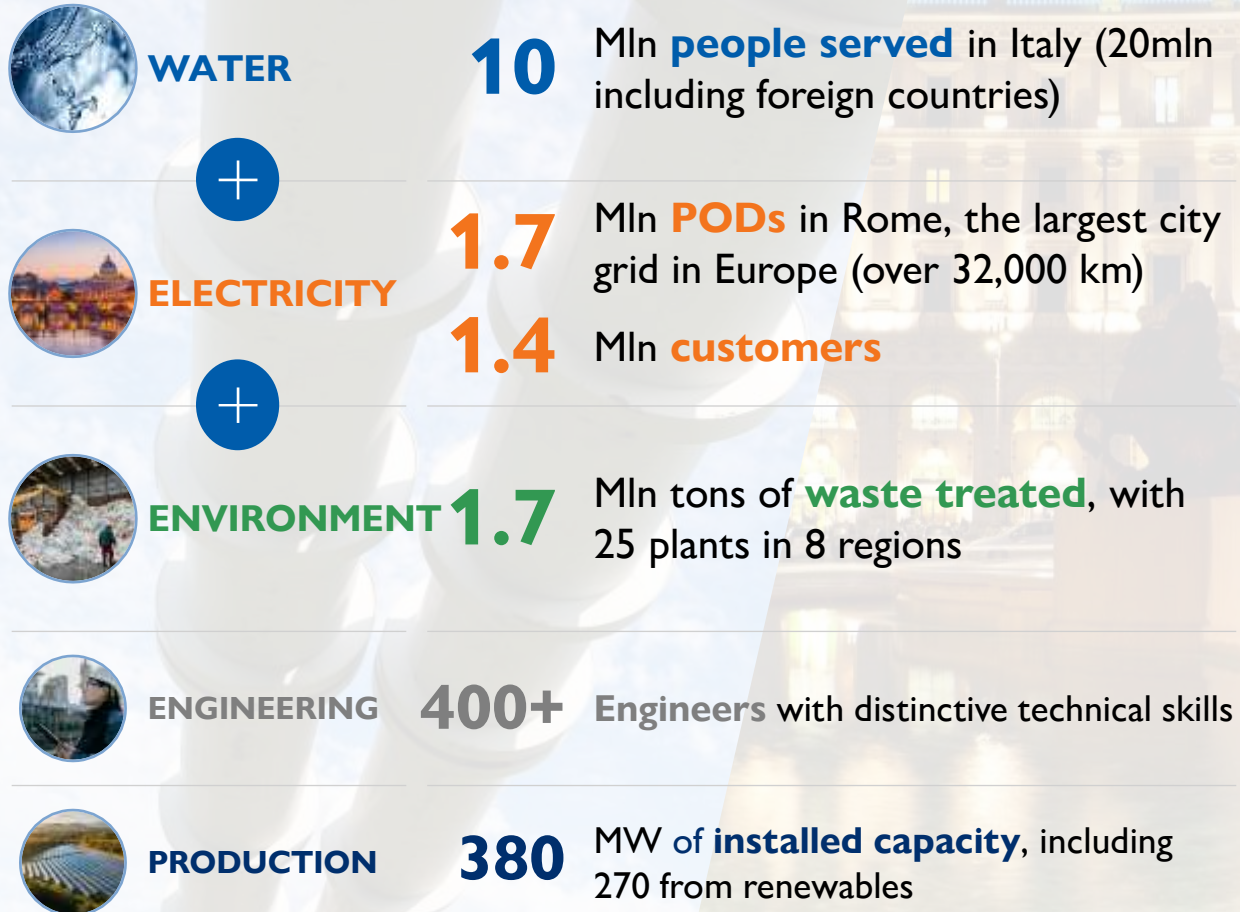 WATER
10
Mln people served in Italy (20mln
including foreign countries)
ELECTRICITY
1.7
Mln PODs in Rome, the largest city
grid in Europe (over 32,000 km)
1.4
Mln customers
ENVIRONMENT
1.7
Mln tons of waste treated, with
25 plants in 8 regions
ENGINEERING
400+
Engineers with distinctive technical skills
PRODUCTION
380
MW of installed capacity, including
270 from renewables